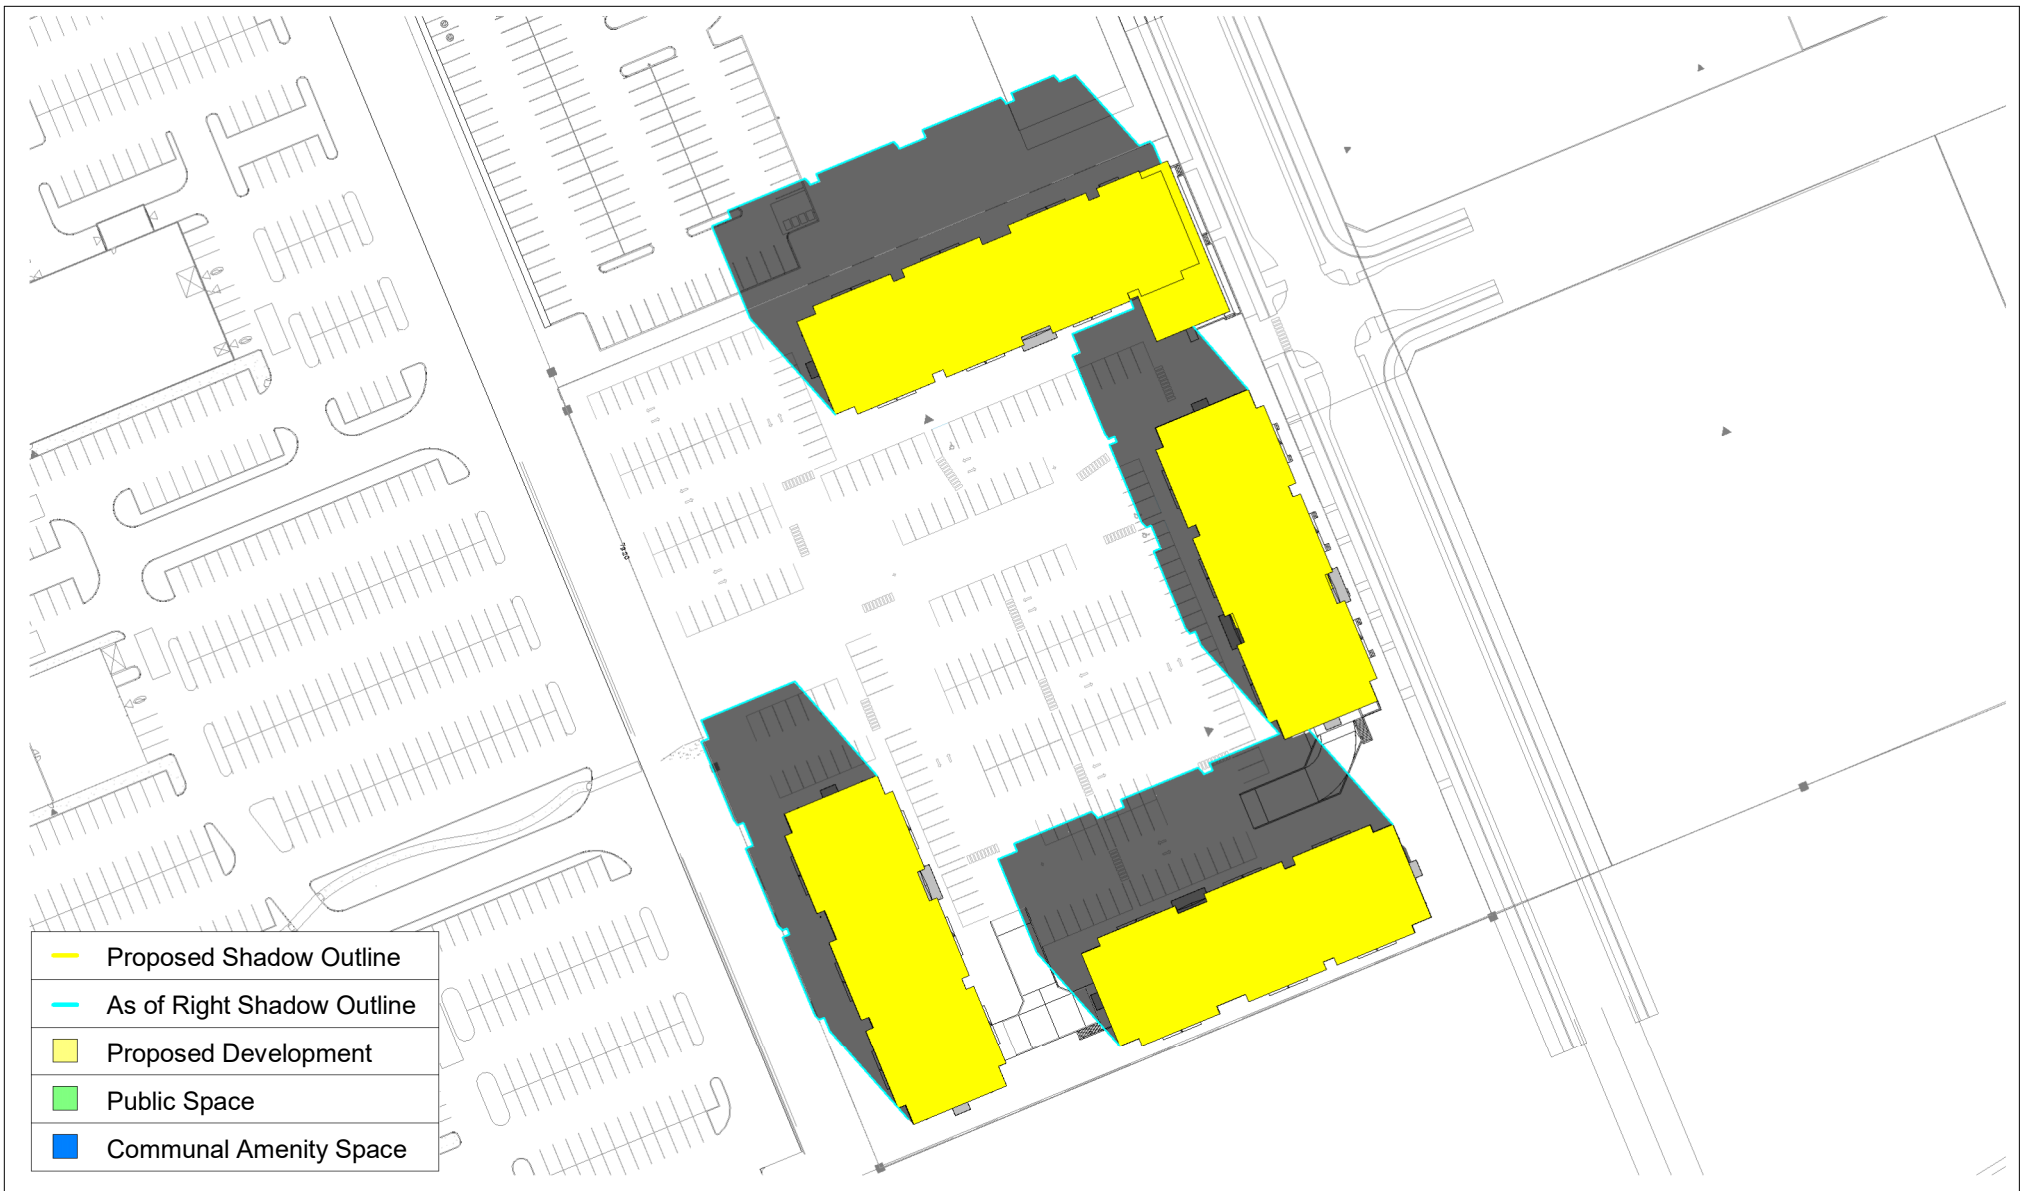 Proposed Shadow Outline
As of Right Shadow Outline
Proposed Development
Public Space
Communal Amenity Space